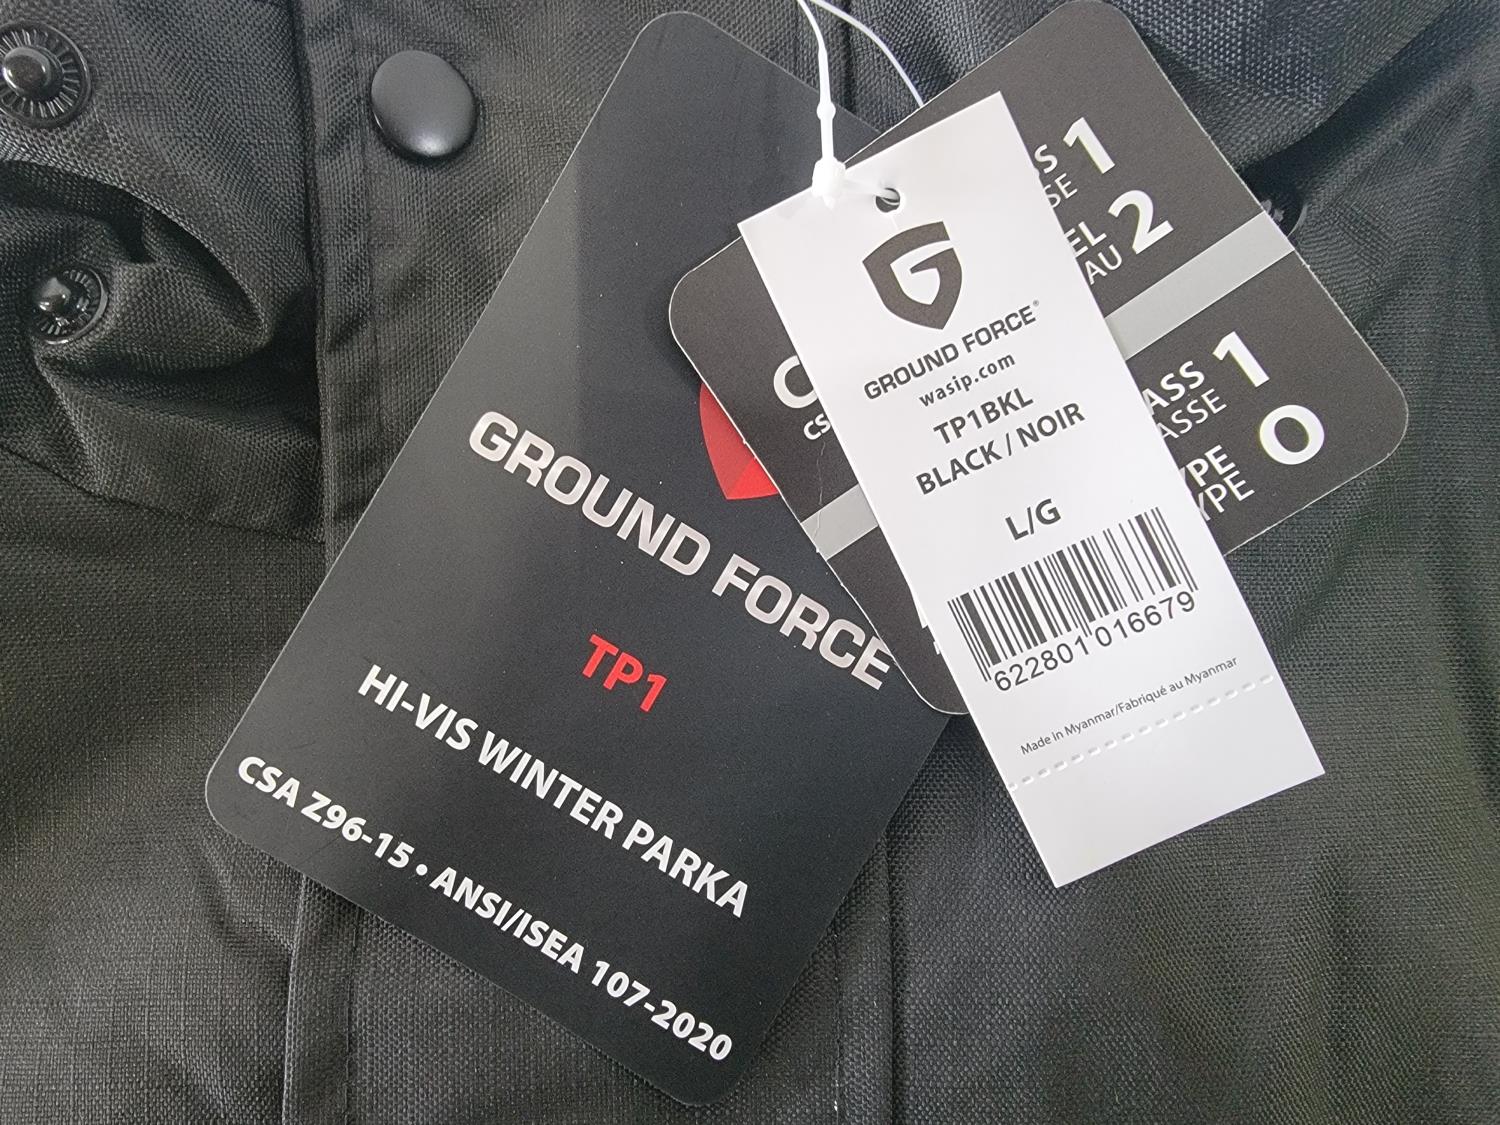 GROUND FORCE
TP1
HI-VIS WINTER PARKA
CSA Z96-15 • ANSI/ISEA 107-2020
GROUND FORCE®
wasip.com
TP1BKL
BLACK / NOIR
L/G
622801 016679
Made in Myanmar/Fabriqué au Myanmar
1
2
1
O